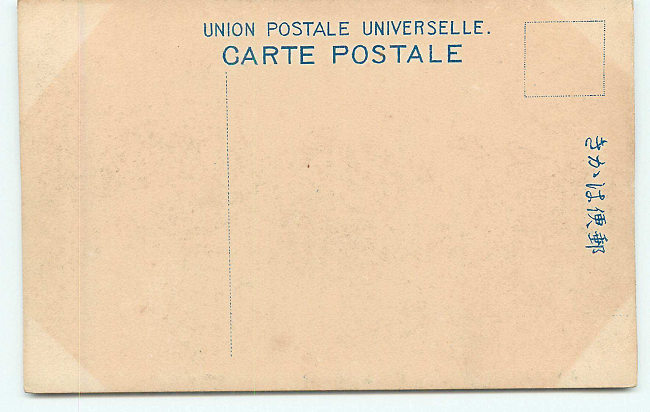 UNION POSTALE UNIVERSELLE.
CARTE POSTALE
きかは便郵